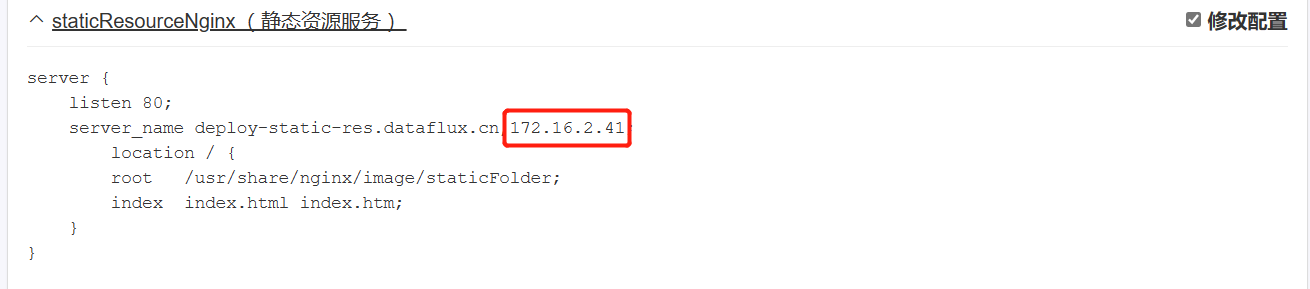 staticResourceNginx （静态资源服务）
修改配置
server {
    listen 80;
    server_name deploy-static-res.dataflux.cn,172.16.2.41;
        location / {
        root   /usr/share/nginx/image/staticFolder;
        index  index.html index.htm;
    }
}